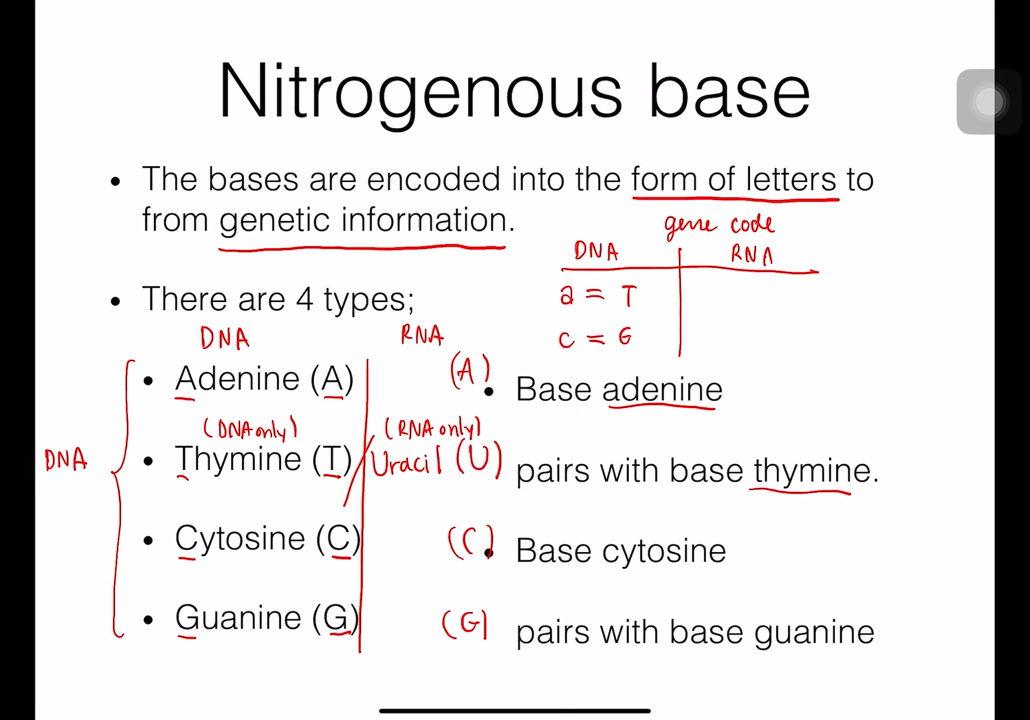 Nitrogenous base
• The bases are encoded into the form of letters to
from genetic information.
gene code
DNA RNA
a = T
c = G
• There are 4 types;
DNA RNA
DNA
• Adenine (A) (A)
(DNA only) (RNA only)
• Thymine (T) / Uracil (U)
• Cytosine (C) (C)
• Guanine (G) (G)
• Base adenine
pairs with base thymine.
• Base cytosine
pairs with base guanine